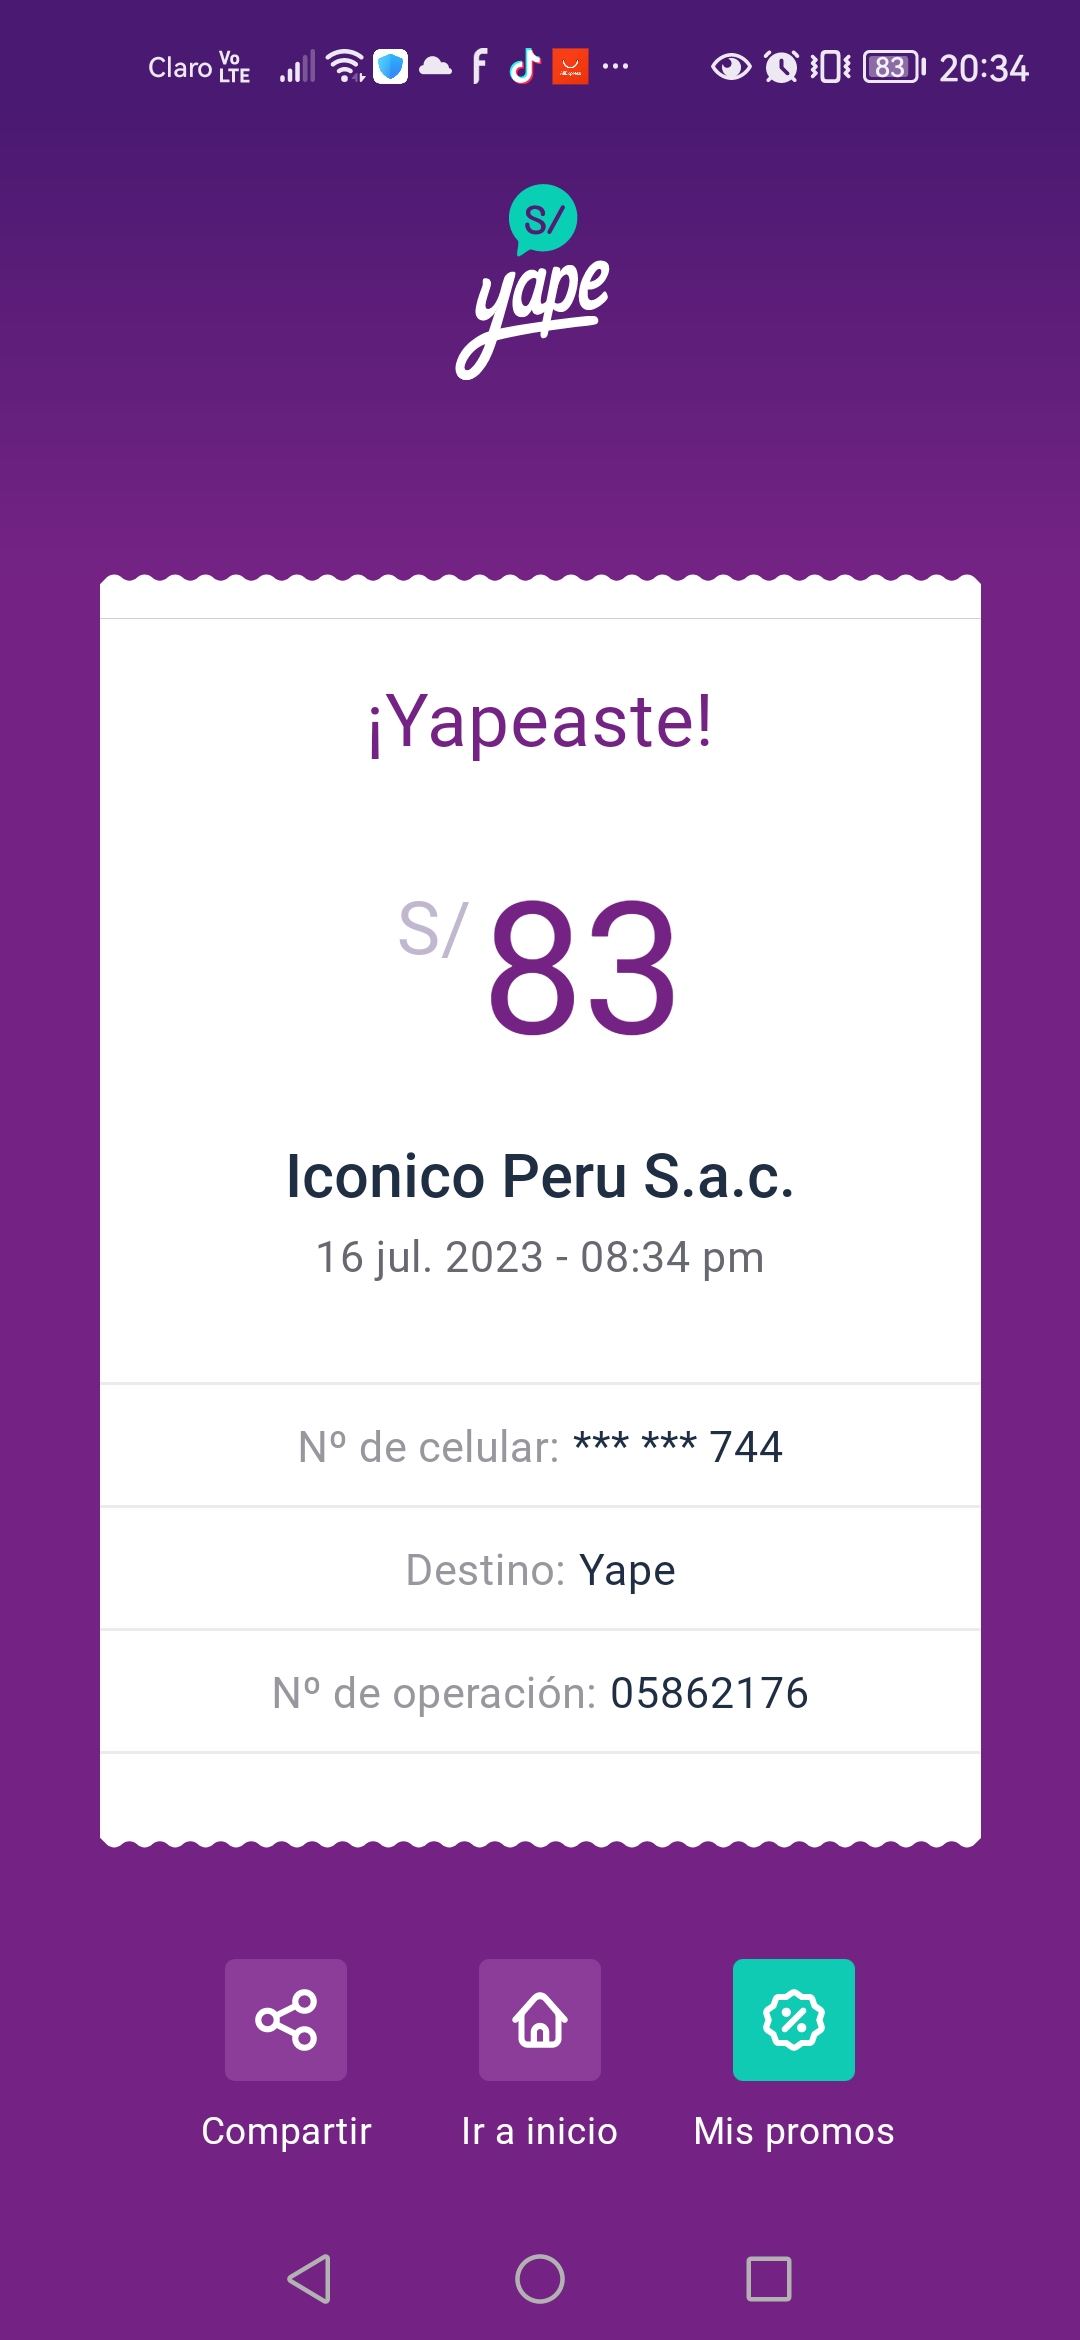 Claro Vo LTE 83 20:34
S/
yape
¡Yapeaste!
S/ 83
Iconico Peru S.a.c.
16 jul. 2023 - 08:34 pm
Nº de celular: *** *** 744
Destino: Yape
Nº de operación: 05862176
Compartir Ir a inicio Mis promos